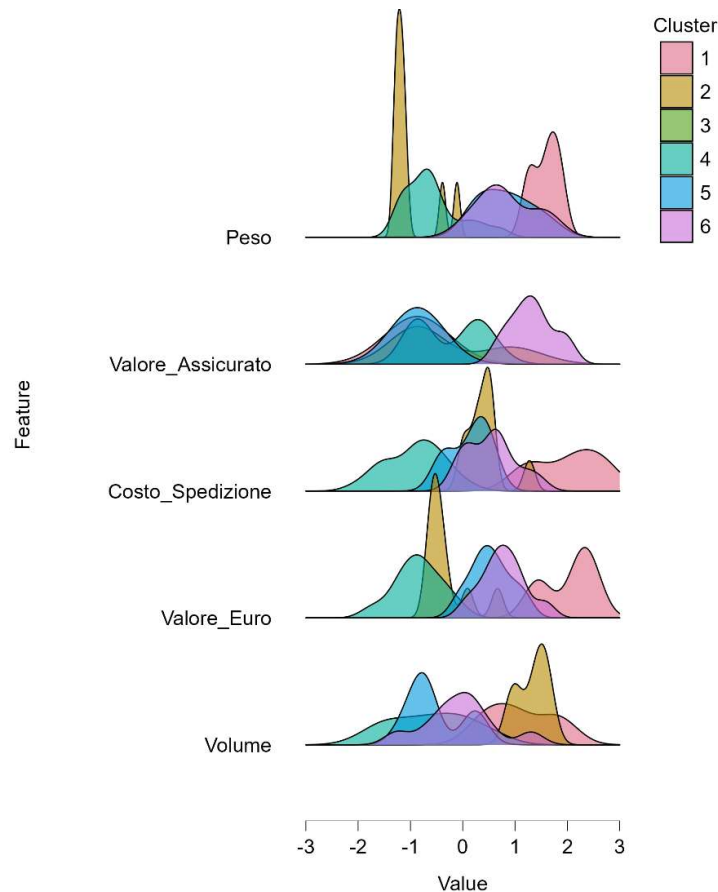 Cluster
1
2
3
4
5
6
Feature
Peso
Valore_Assicurato
Costo_Spedizione
Valore_Euro
Volume
-3 -2 -1 0 1 2 3
Value